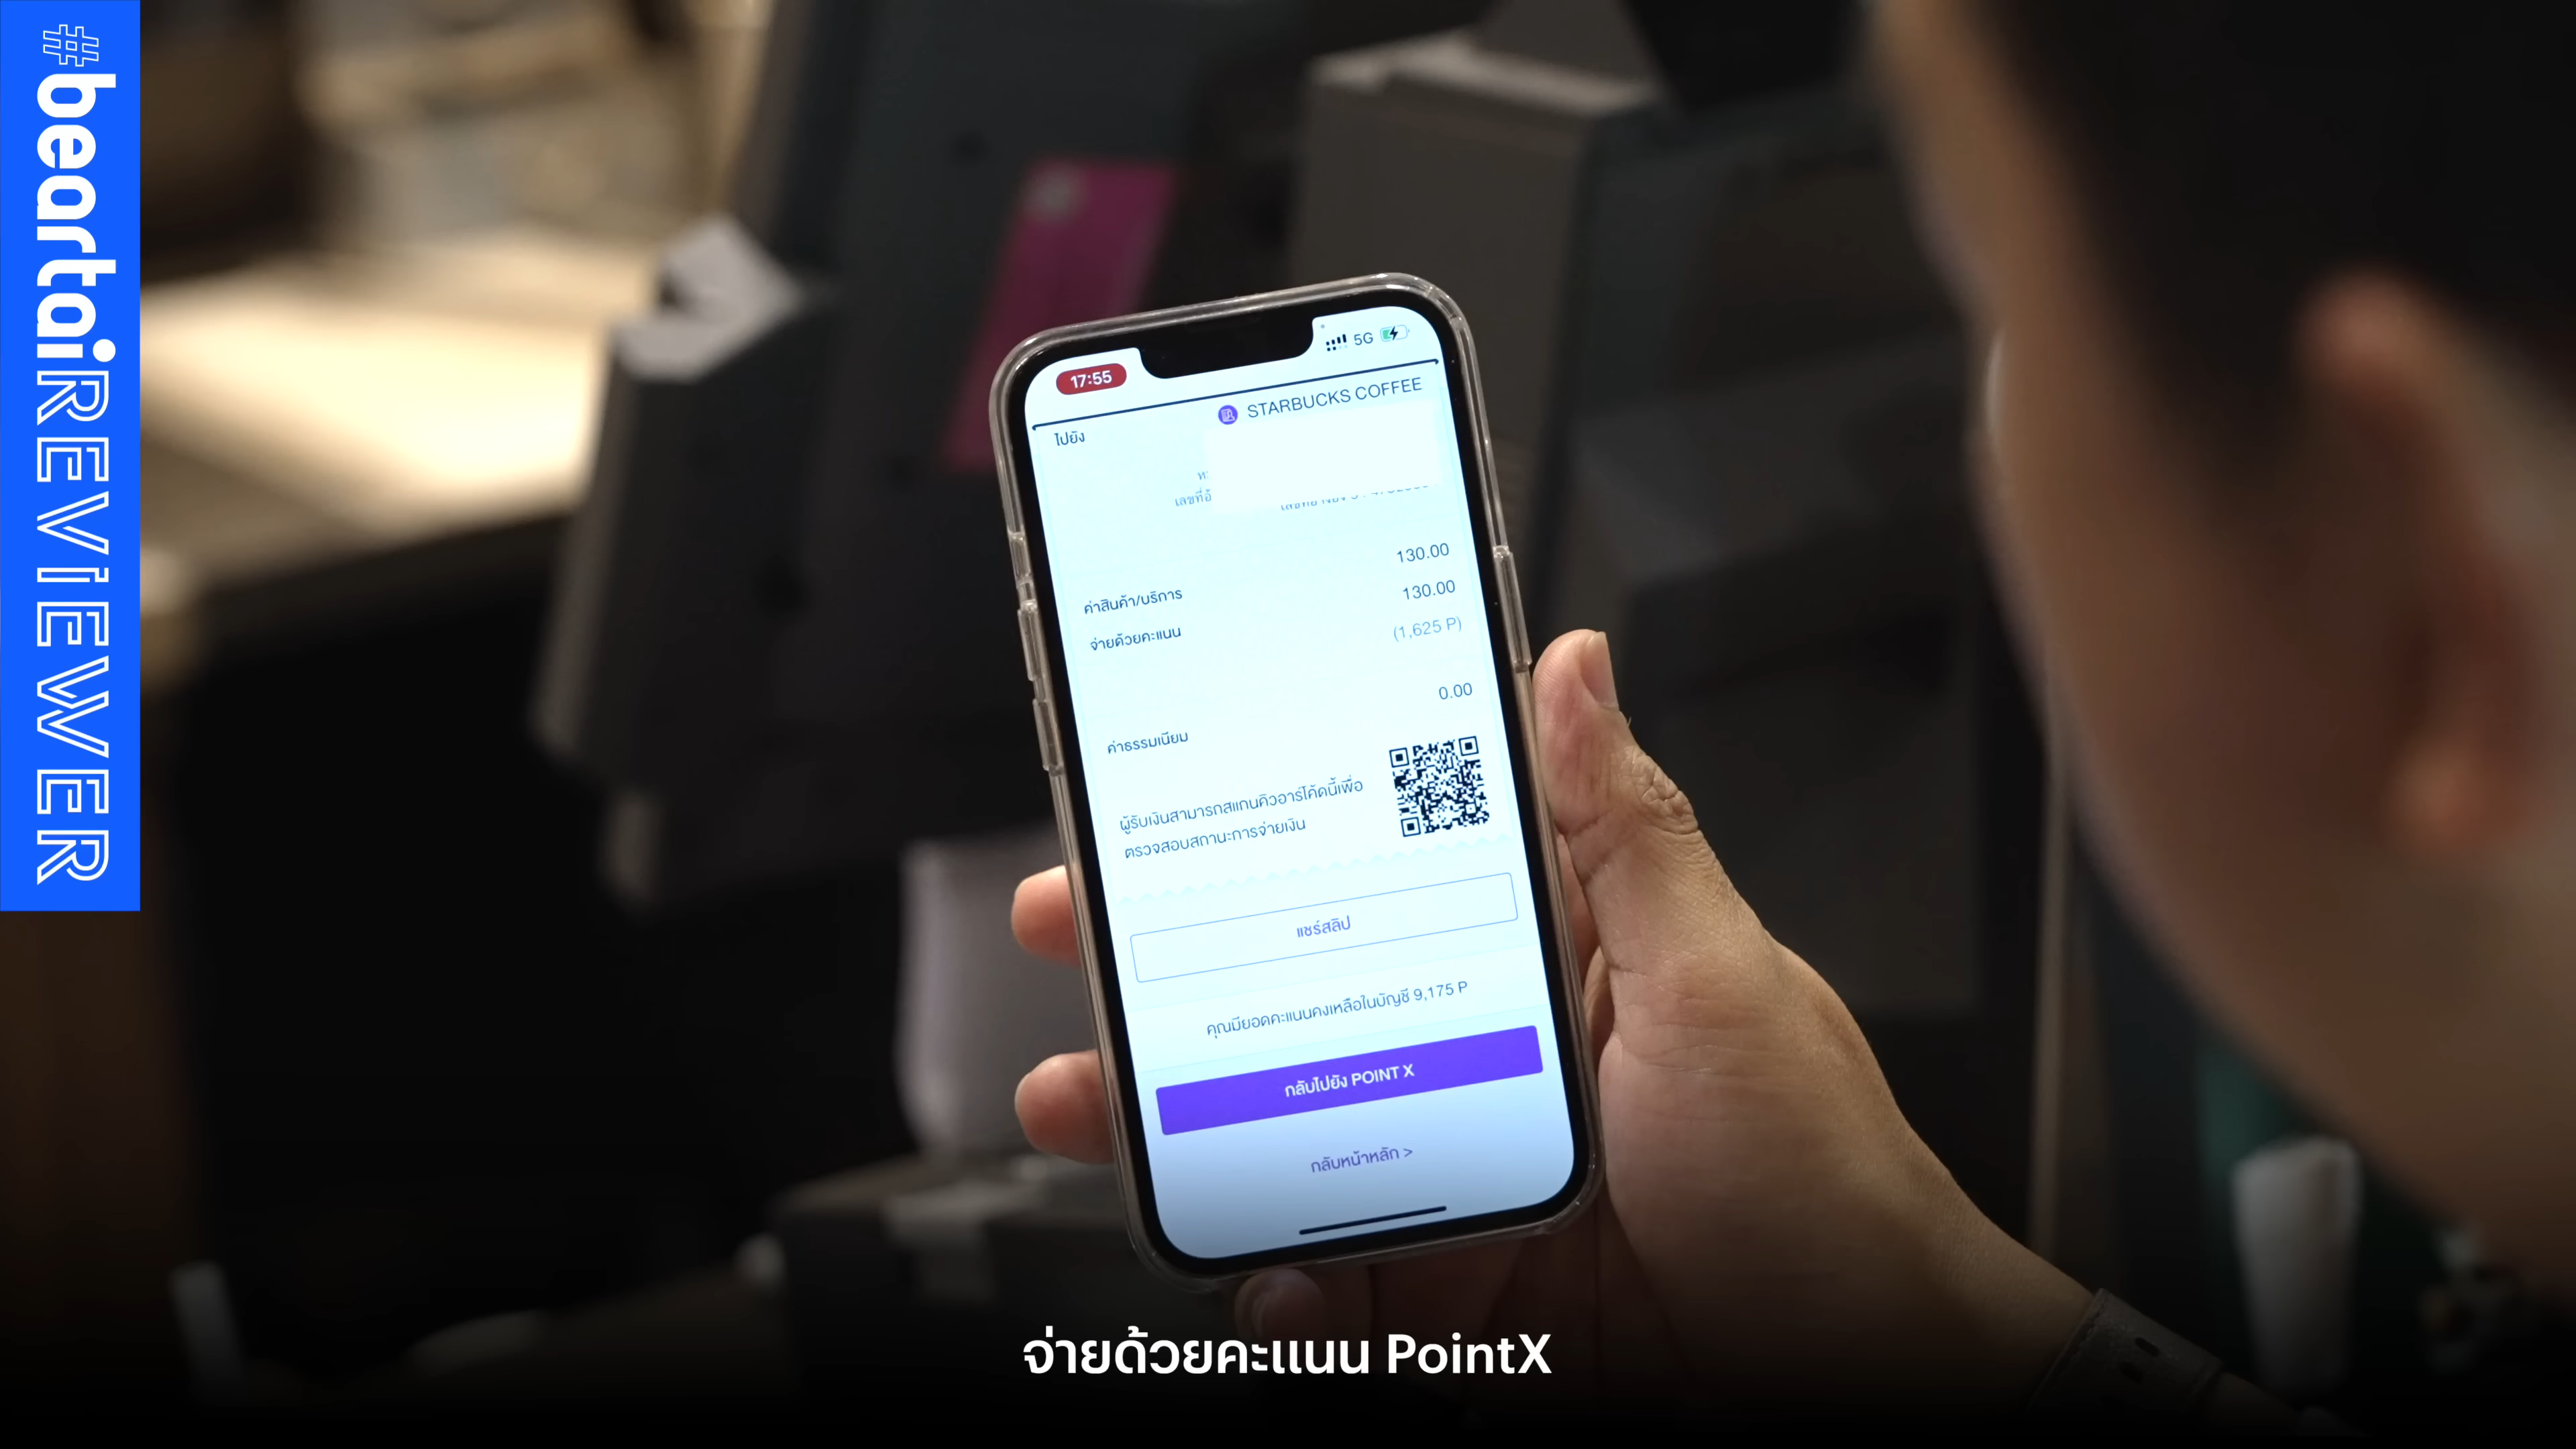 #beartaiREVIEWER
17:55
5G
ไปยัง
STARBUCKS COFFEE
เลขที่อ้
130.00
ค่าสินค้า/บริการ
130.00
จ่ายด้วยคะแนน
(1,625 P)
0.00
ค่าธรรมเนียม
ผู้รับเงินสามารถสแกนคิวอาร์โค้ดนี้เพื่อ
ตรวจสอบสถานะการจ่ายเงิน
แชร์สลิป
คุณมียอดคะแนนคงเหลือในบัญชี 9,175 P
กลับไปยัง POINT X
กลับหน้าหลัก >
จ่ายด้วยคะแนน PointX